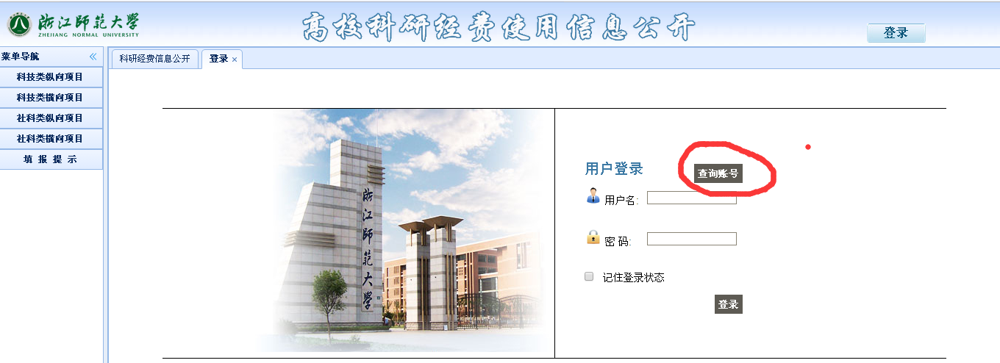 浙江师范大学
ZHEJIANG NORMAL UNIVERSITY
高校科研经费使用信息公开
登录
菜单导航
科研经费信息公开
登录
科技类纵向项目
科技类横向项目
社科类纵向项目
社科类横向项目
填 报 提 示
浙江師範大學
用户登录
查询账号
用户名:
密 码:
记住登录状态
登录